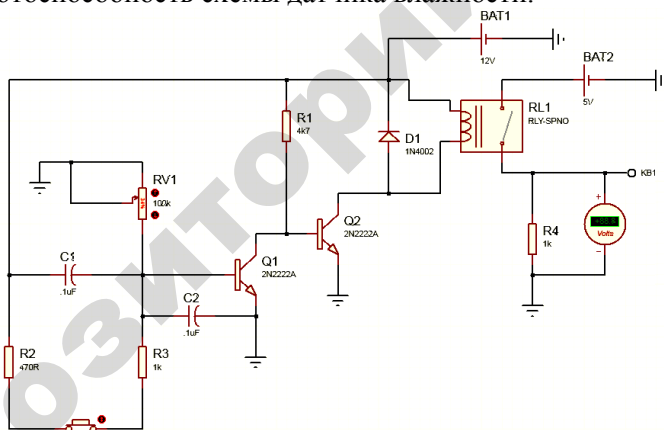 отоспособность схемы датчика влажности.
BAT1
12V
BAT2
5V
RL1
RLY-SPNO
R1
4k7
D1
1N4002
KB1
RV1
100k
Q2
2N2222A
R4
1k
Volts
C1
.1uF
Q1
2N2222A
C2
.1uF
R2
470R
R3
1k
озитори